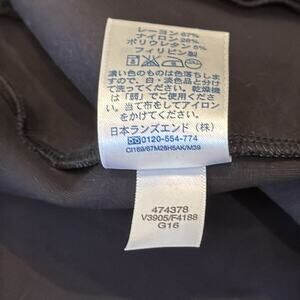 レーヨン 67%
ナイロン 28%
ポリウレタン 5%
フィリピン製
濃い色のものは色落ちしま
すので、白・淡色品と分け
て洗ってください。乾燥機
は「弱」でご使用くださ
い。当て布をしてアイロン
をかけてください。
日本ランズエンド（株）
0120-554-774
CI169/67M28H5AK/M39
474378
V3905/F4188
G16